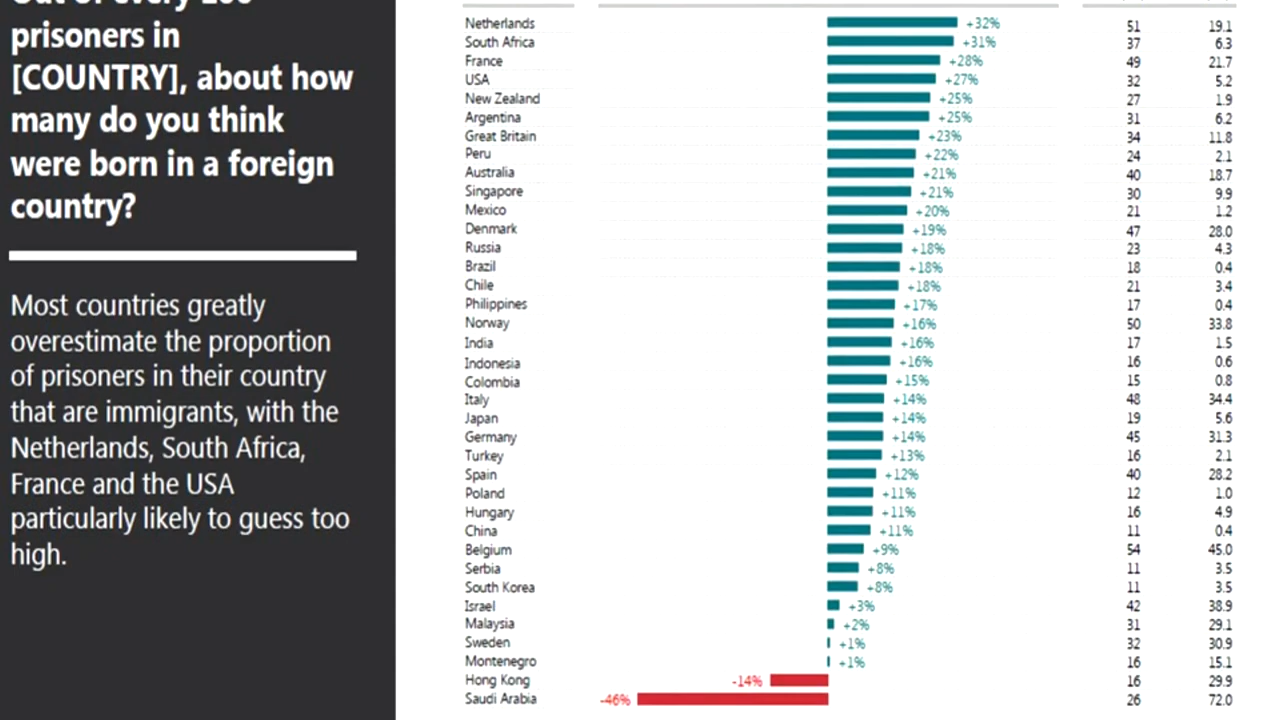 prisoners in
[COUNTRY], about how
many do you think
were born in a foreign
country?
Most countries greatly
overestimate the proportion
of prisoners in their country
that are immigrants, with the
Netherlands, South Africa,
France and the USA
particularly likely to guess too
high.
Netherlands +32% 51 19.1
South Africa +31% 37 6.3
France +28% 49 21.7
USA +27% 32 5.2
New Zealand +25% 27 1.9
Argentina +25% 31 6.2
Great Britain +23% 34 11.8
Peru +22% 24 2.1
Australia +21% 40 18.7
Singapore +21% 30 9.9
Mexico +20% 21 1.2
Denmark +19% 47 28.0
Russia +18% 23 4.3
Brazil +18% 18 0.4
Chile +18% 21 3.4
Philippines +17% 17 0.4
Norway +16% 50 33.8
India +16% 17 1.5
Indonesia +16% 16 0.6
Colombia +15% 15 0.8
Italy +14% 48 34.4
Japan +14% 19 5.6
Germany +14% 45 31.3
Turkey +13% 16 2.1
Spain +12% 40 28.2
Poland +11% 12 1.0
Hungary +11% 16 4.9
China +11% 11 0.4
Belgium +9% 54 45.0
Serbia +8% 11 3.5
South Korea +8% 11 3.5
Israel +3% 42 38.9
Malaysia +2% 31 29.1
Sweden +1% 32 30.9
Montenegro +1% 16 15.1
Hong Kong -14% 16 29.9
Saudi Arabia -46% 26 72.0